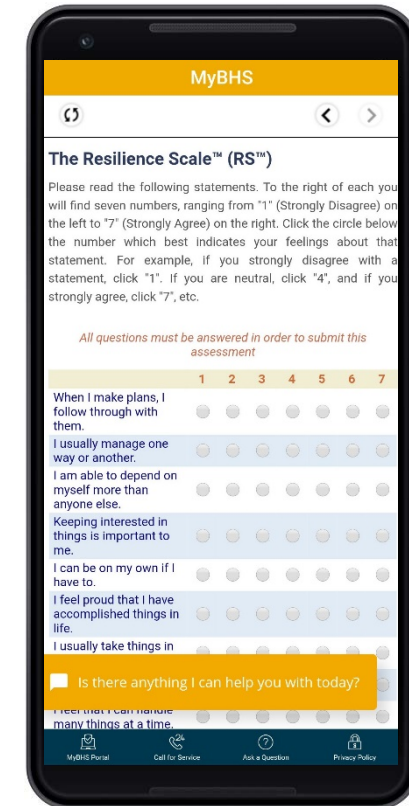 MyBHS
The Resilience Scale™ (RS™)
Please read the following statements. To the right of each you
will find seven numbers, ranging from "1" (Strongly Disagree) on
the left to "7" (Strongly Agree) on the right. Click the circle below
the number which best indicates your feelings about that
statement. For example, if you strongly disagree with a
statement, click "1". If you are neutral, click "4", and if you
strongly agree, click "7", etc.
All questions must be answered in order to submit this
assessment
1 2 3 4 5 6 7
When I make plans, I
follow through with
them.
I usually manage one
way or another.
I am able to depend on
myself more than
anyone else.
Keeping interested in
things is important to
me.
I can be on my own if I
have to.
I feel proud that I have
accomplished things in
life.
I usually take things in
Is there anything I can help you with today?
I feel that I can handle
many things at a time.
MyBHS Portal
24
Call for Service
Ask a Question
Privacy Policy